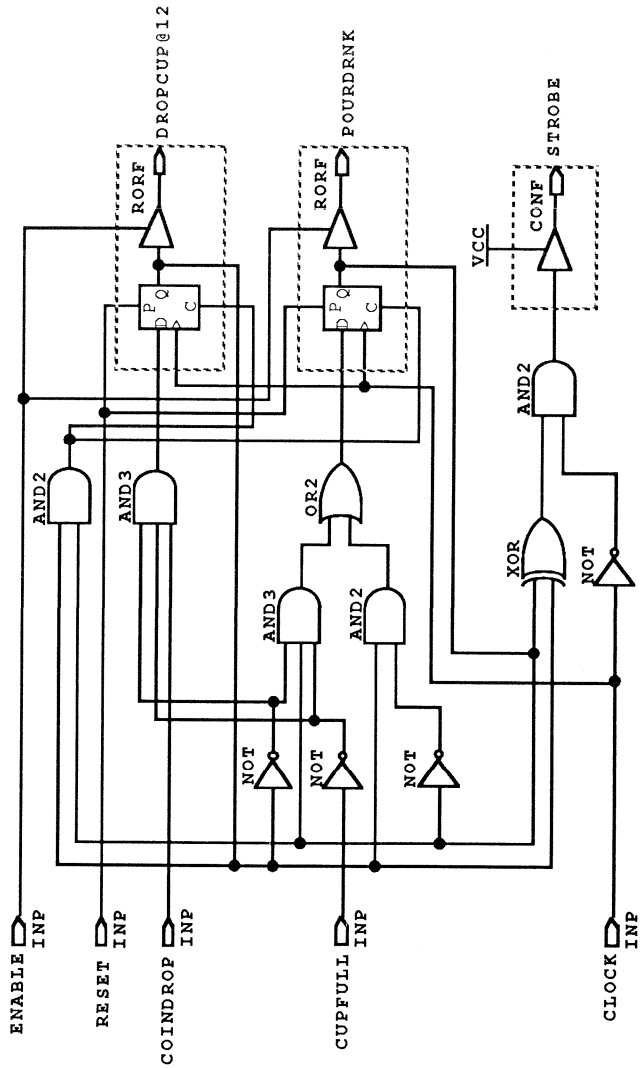 ENABLE
INP
RESET
INP
COINDROP
INP
CUPFULL
INP
CLOCK
INP
NOT
NOT
NOT
AND2
AND3
AND3
AND2
OR2
XOR
NOT
AND2
D
P
Q
C
RORF
DROPCUP@12
D
P
Q
C
RORF
POURDRNK
VCC
CONF
STROBE